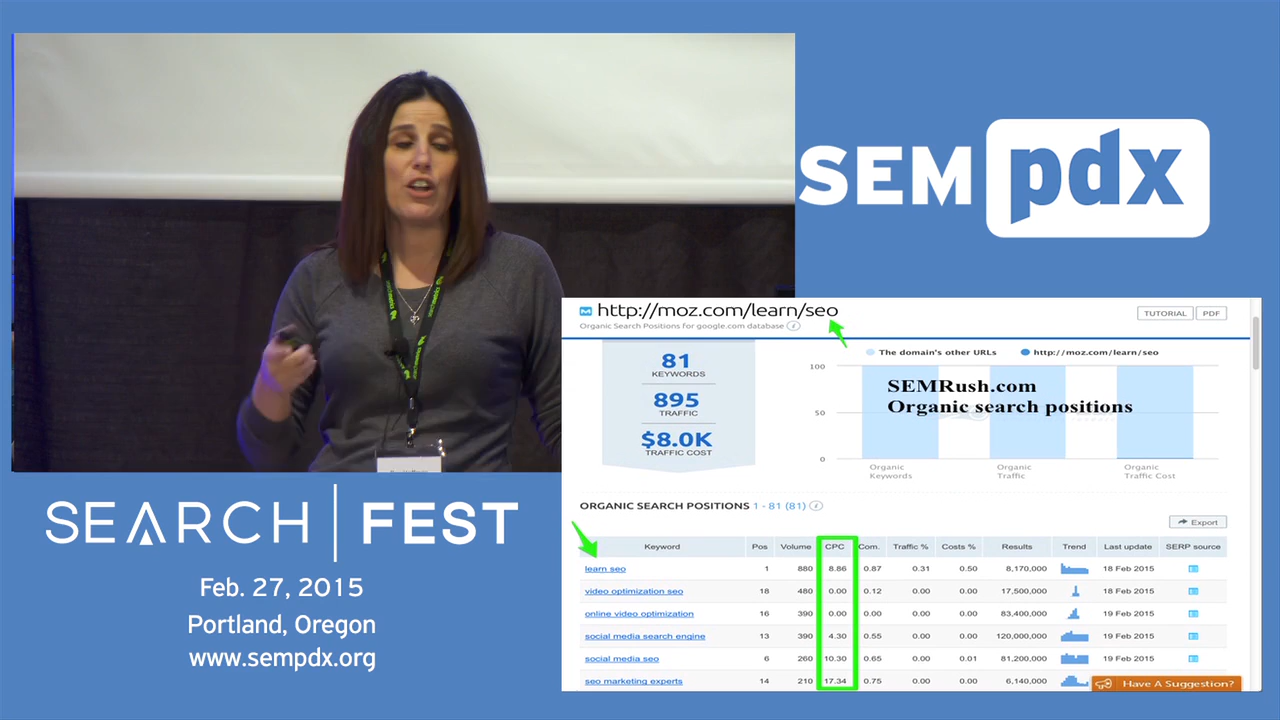 SEM pdx
SEARCH FEST
Feb. 27, 2015
Portland, Oregon
www.sempdx.org
http://moz.com/learn/seo
Organic Search Positions for google.com database
TUTORIAL PDF
81
KEYWORDS
895
TRAFFIC
$8.0K
TRAFFIC COST
The domain's other URLs http://moz.com/learn/seo
100
50
0
SEMRush.com
Organic search positions
Organic Keywords
Organic Traffic
Organic Traffic Cost
ORGANIC SEARCH POSITIONS 1 - 81 (81)
Export
Keyword Pos Volume CPC Com. Traffic % Costs % Results Trend Last update SERP source
learn seo 1 880 8.86 0.87 0.31 0.50 8,170,000 18 Feb 2015
video optimization seo 18 480 0.00 0.12 0.00 0.00 17,500,000 18 Feb 2015
online video optimization 16 390 0.00 0.00 0.00 0.00 83,400,000 19 Feb 2015
social media search engine 13 390 4.30 0.55 0.00 0.00 120,000,000 19 Feb 2015
social media seo 6 260 10.30 0.65 0.00 0.01 81,200,000 19 Feb 2015
seo marketing experts 14 210 17.34 0.75 0.00 0.00 6,140,000
Have A Suggestion?